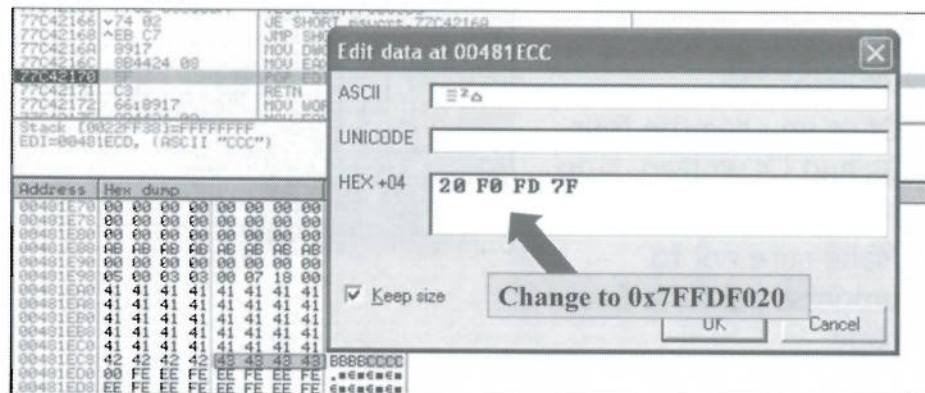 77C42166 74 02 JE SHORT msvcrt.77C4216A
77C42168 ^EB C7 JMP
77C4216A 8917 MOV
77C4216C 8B4424 08 MOV
77C42170 5F POP EDI
77C42171 C3 RETN
77C42172 66:8917 MOV
Stack [0022FF38]=FFFFFFFF
EDI=00481ECD, (ASCII "CCC")
Edit data at 00481ECC
ASCII
UNICODE
HEX +04 20 F0 FD 7F
Change to 0x7FFDF020
Keep size
OK Cancel
Address Hex dump
00481E70 00 00 00 00 00 00 00 00
00481E78 00 00 00 00 00 00 00 00
00481E80 00 00 00 00 00 00 00 00
00481E88 AB AB AB AB AB AB AB AB
00481E90 00 00 00 00 00 00 00 00
00481E98 05 00 03 03 00 07 18 00
00481EA0 41 41 41 41 41 41 41 41
00481EA8 41 41 41 41 41 41 41 41
00481EB0 41 41 41 41 41 41 41 41
00481EB8 41 41 41 41 41 41 41 41
00481EC0 41 41 41 41 41 41 41 41
00481EC8 42 42 42 42 43 43 43 43 BBBBCCCC
00481ED0 00 FE EE FE EE FE EE FE
00481ED8 EE FE EE FE EE FE EE FE